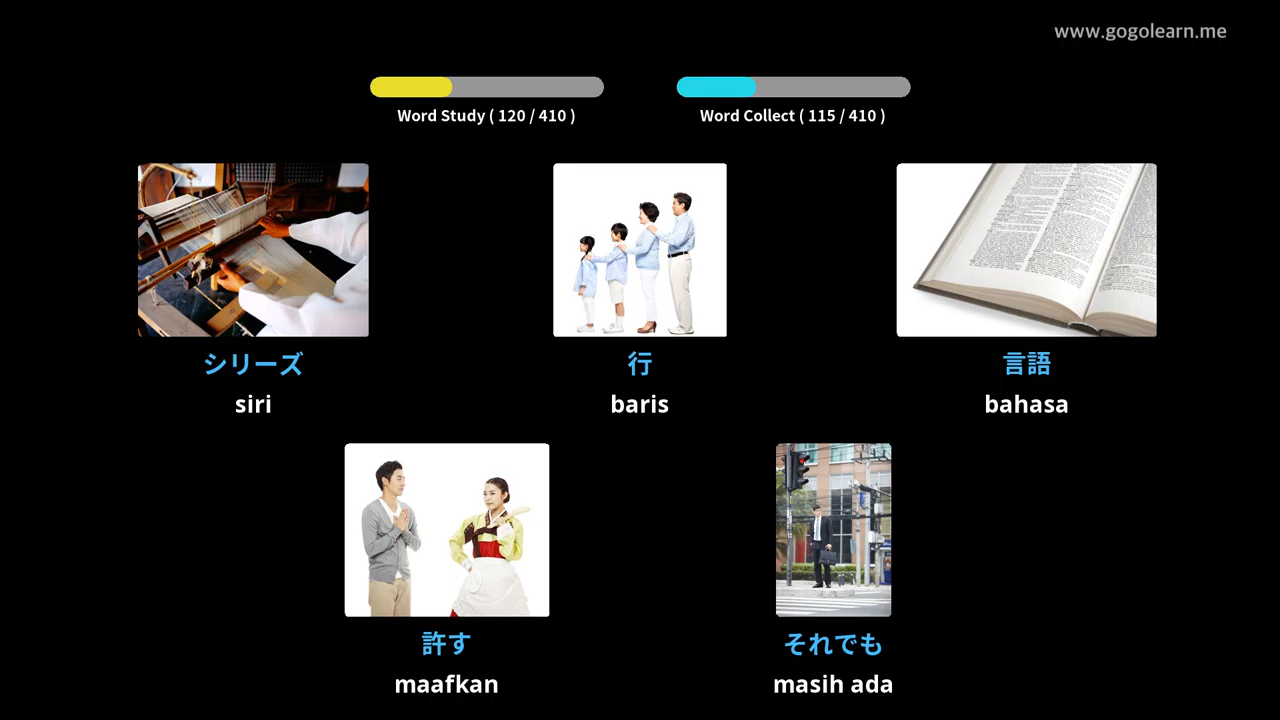 www.gogolearn.me
Word Study ( 120 / 410 )
Word Collect ( 115 / 410 )
シリーズ
siri
行
baris
言語
bahasa
許す
maafkan
それでも
masih ada